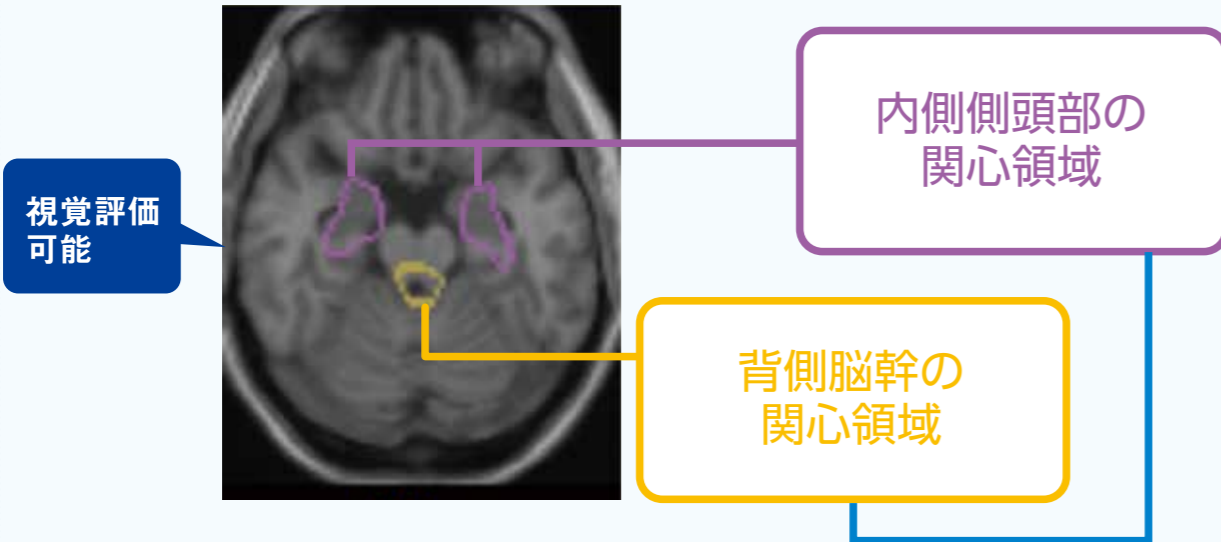 視覚評価
可能
内側側頭部の
関心領域
背側脳幹の
関心領域